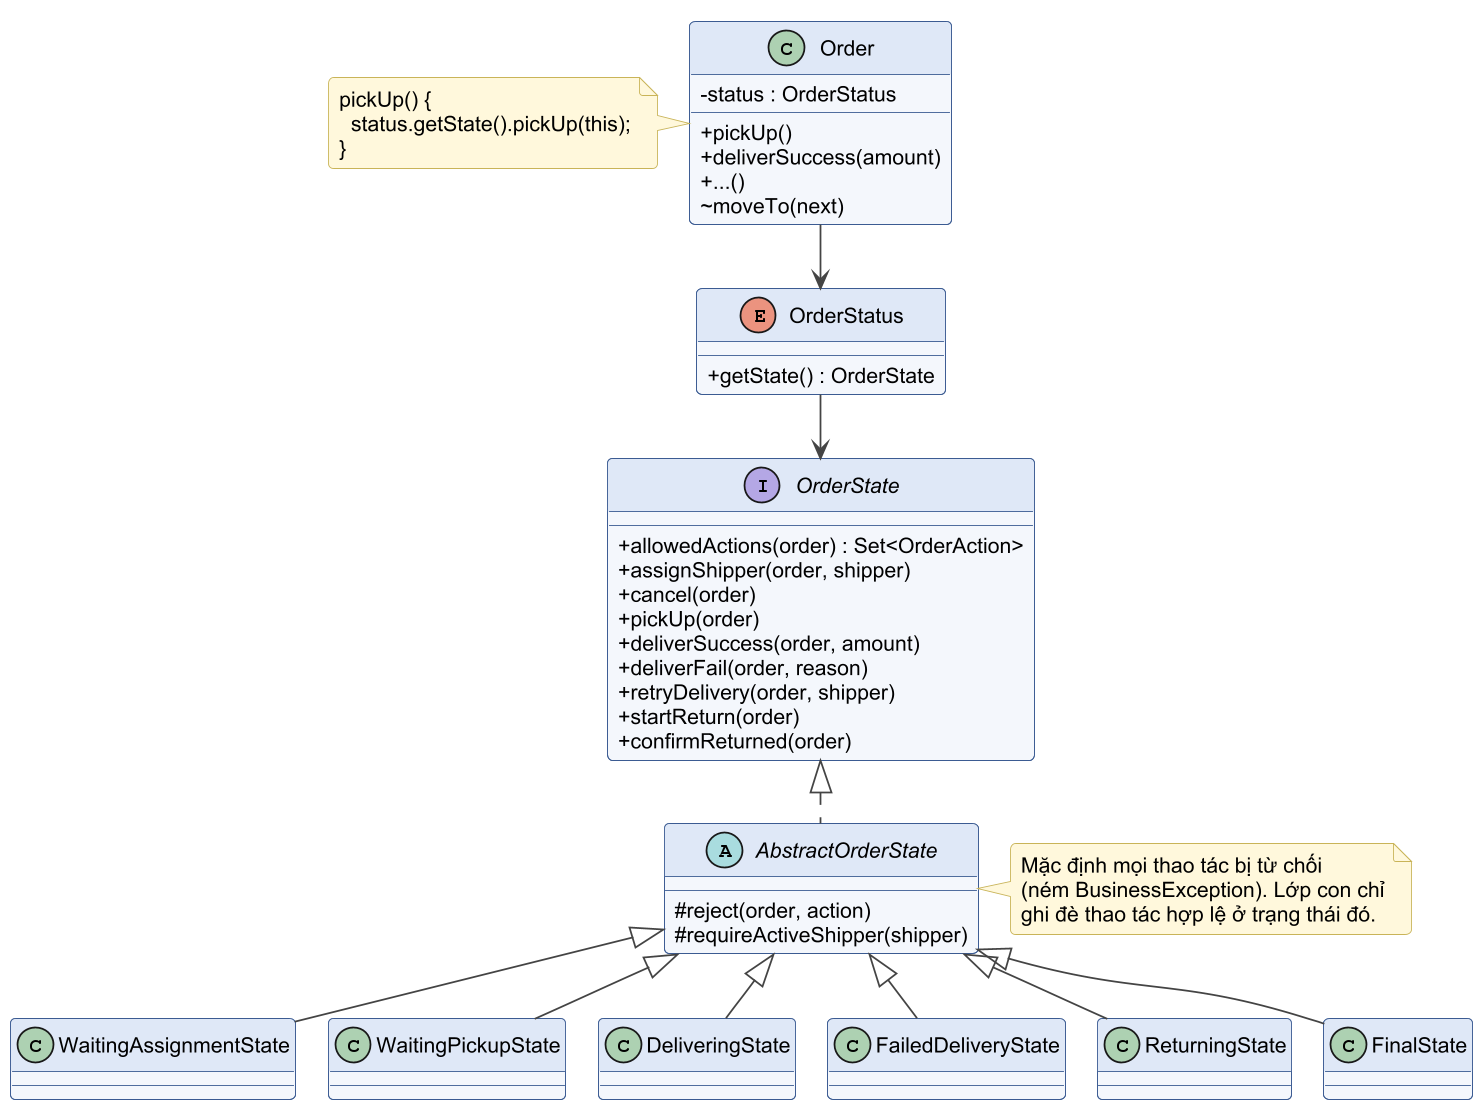 C Order
-status : OrderStatus
+pickUp()
+deliverSuccess(amount)
+...()
~moveTo(next)
pickUp() {
status.getState().pickUp(this);
}
E OrderStatus
+getState() : OrderState
I OrderState
+allowedActions(order) : Set<OrderAction>
+assignShipper(order, shipper)
+cancel(order)
+pickUp(order)
+deliverSuccess(order, amount)
+deliverFail(order, reason)
+retryDelivery(order, shipper)
+startReturn(order)
+confirmReturned(order)
A AbstractOrderState
#reject(order, action)
#requireActiveShipper(shipper)
Mặc định mọi thao tác bị từ chối
(ném BusinessException). Lớp con chỉ
ghi đè thao tác hợp lệ ở trạng thái đó.
C WaitingAssignmentState
C WaitingPickupState
C DeliveringState
C FailedDeliveryState
C ReturningState
C FinalState